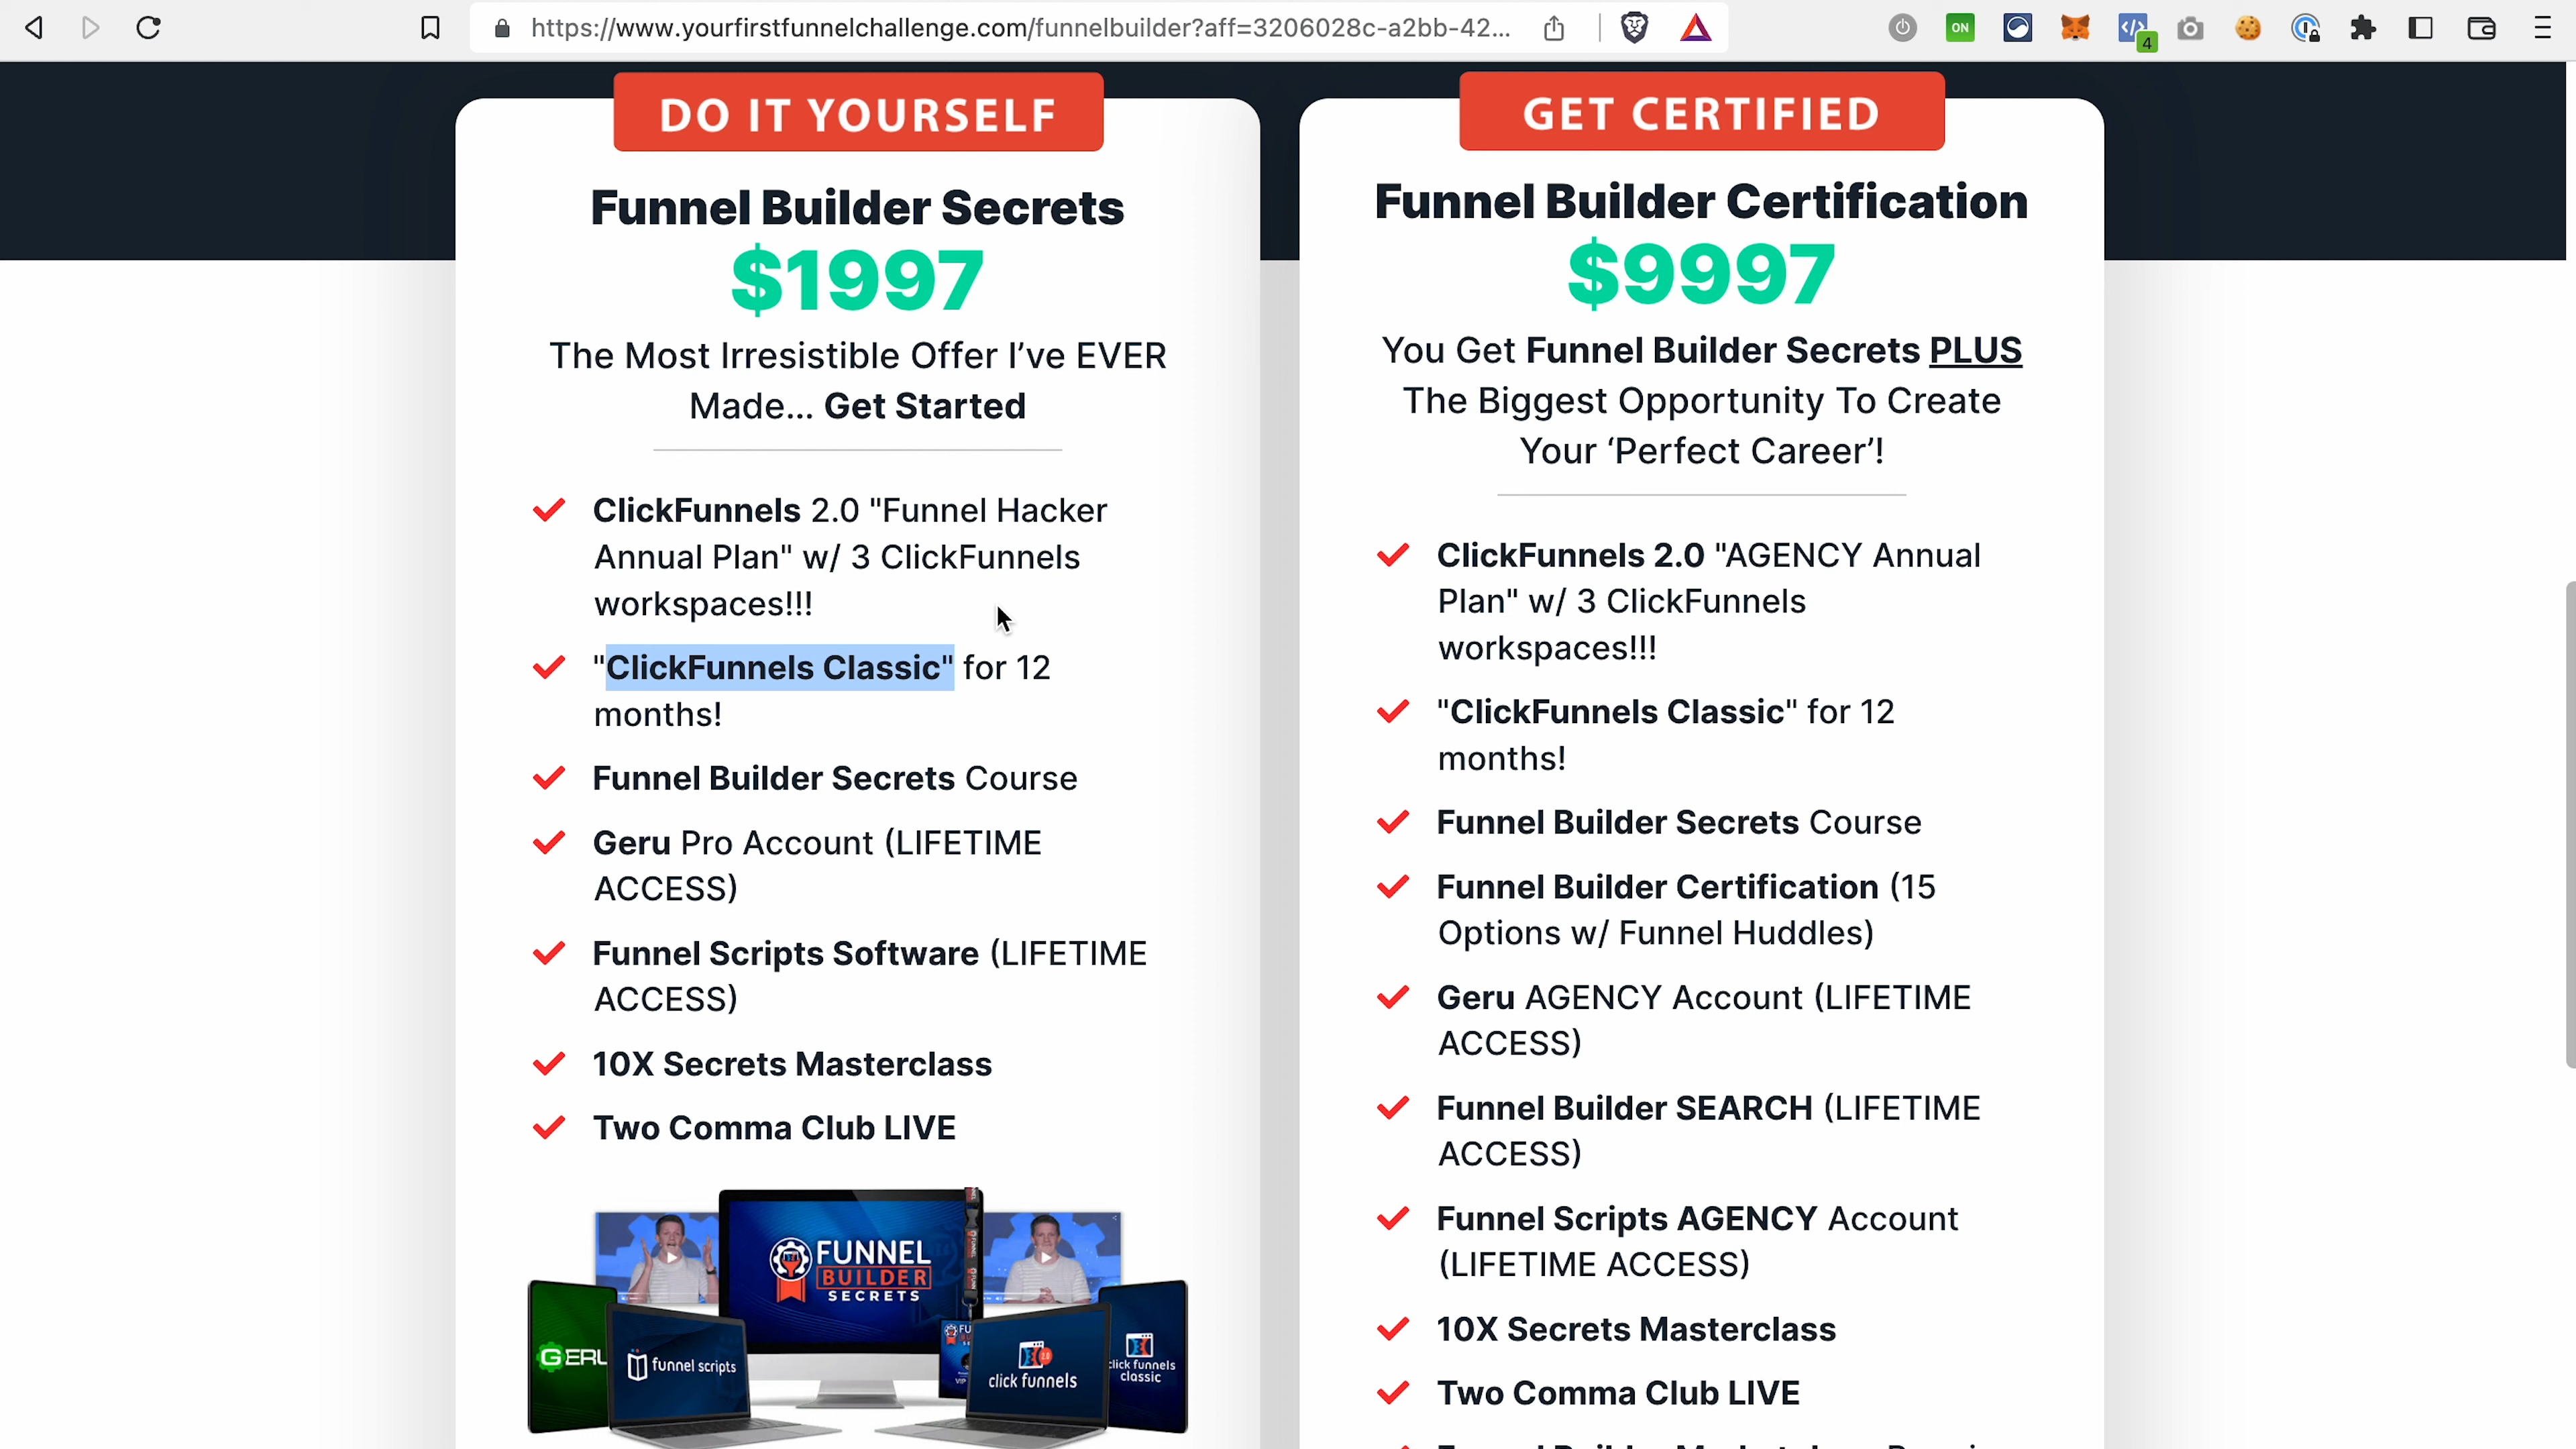 https://www.yourfirstfunnelchallenge.com/funnelbuilder?aff=3206028c-a2bb-42...
ON
4
DO IT YOURSELF
Funnel Builder Secrets
$1997
The Most Irresistible Offer I’ve EVER
Made... Get Started
ClickFunnels 2.0 "Funnel Hacker
Annual Plan" w/ 3 ClickFunnels
workspaces!!!
"ClickFunnels Classic" for 12
months!
Funnel Builder Secrets Course
Geru Pro Account (LIFETIME
ACCESS)
Funnel Scripts Software (LIFETIME
ACCESS)
10X Secrets Masterclass
Two Comma Club LIVE
FUNNEL
BUILDER
SECRETS
GERU
funnel scripts
click funnels
click funnels
classic
GET CERTIFIED
Funnel Builder Certification
$9997
You Get Funnel Builder Secrets PLUS
The Biggest Opportunity To Create
Your ‘Perfect Career’!
ClickFunnels 2.0 "AGENCY Annual
Plan" w/ 3 ClickFunnels
workspaces!!!
"ClickFunnels Classic" for 12
months!
Funnel Builder Secrets Course
Funnel Builder Certification (15
Options w/ Funnel Huddles)
Geru AGENCY Account (LIFETIME
ACCESS)
Funnel Builder SEARCH (LIFETIME
ACCESS)
Funnel Scripts AGENCY Account
(LIFETIME ACCESS)
10X Secrets Masterclass
Two Comma Club LIVE